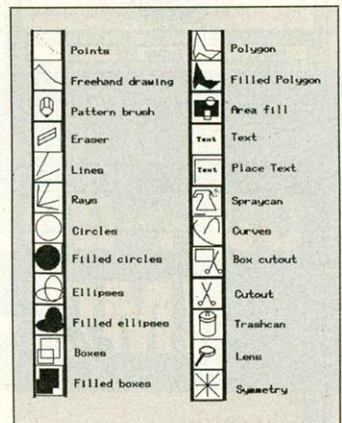 Points
Freehand drawing
Pattern brush
Eraser
Lines
Rays
Circles
Filled circles
Ellipses
Filled ellipses
Boxes
Filled boxes
Polygon
Filled Polygon
Area fill
Text Text
Text Place Text
Spraycan
Curves
Box cutout
Cutout
Trashcan
Lens
Symmetry